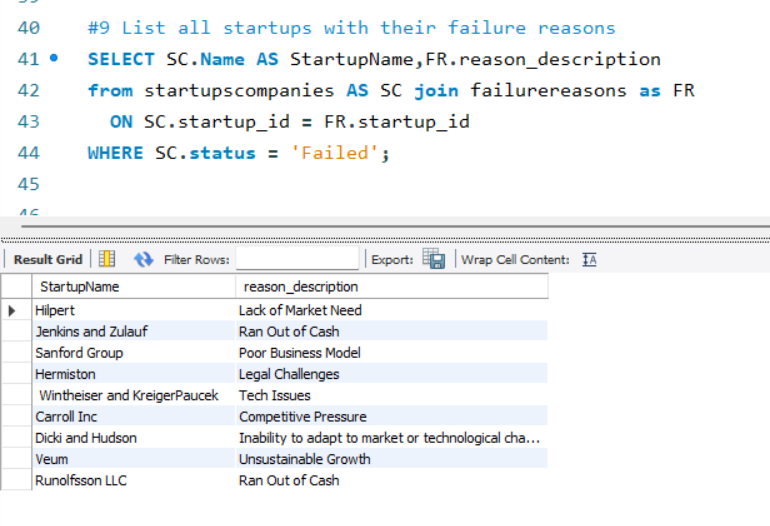 40 #9 List all startups with their failure reasons
41 SELECT SC.Name AS StartupName,FR.reason_description
42 from startupscompanies AS SC join failurereasons as FR
43 ON SC.startup_id = FR.startup_id
44 WHERE SC.status = 'Failed';
45
Result Grid Filter Rows: Export: Wrap Cell Content: IA
StartupName reason_description
Hilpert Lack of Market Need
Jenkins and Zulauf Ran Out of Cash
Sanford Group Poor Business Model
Hermiston Legal Challenges
Wintheiser and KreigerPaucek Tech Issues
Carroll Inc Competitive Pressure
Dicki and Hudson Inability to adapt to market or technological cha...
Veum Unsustainable Growth
Runolfsson LLC Ran Out of Cash